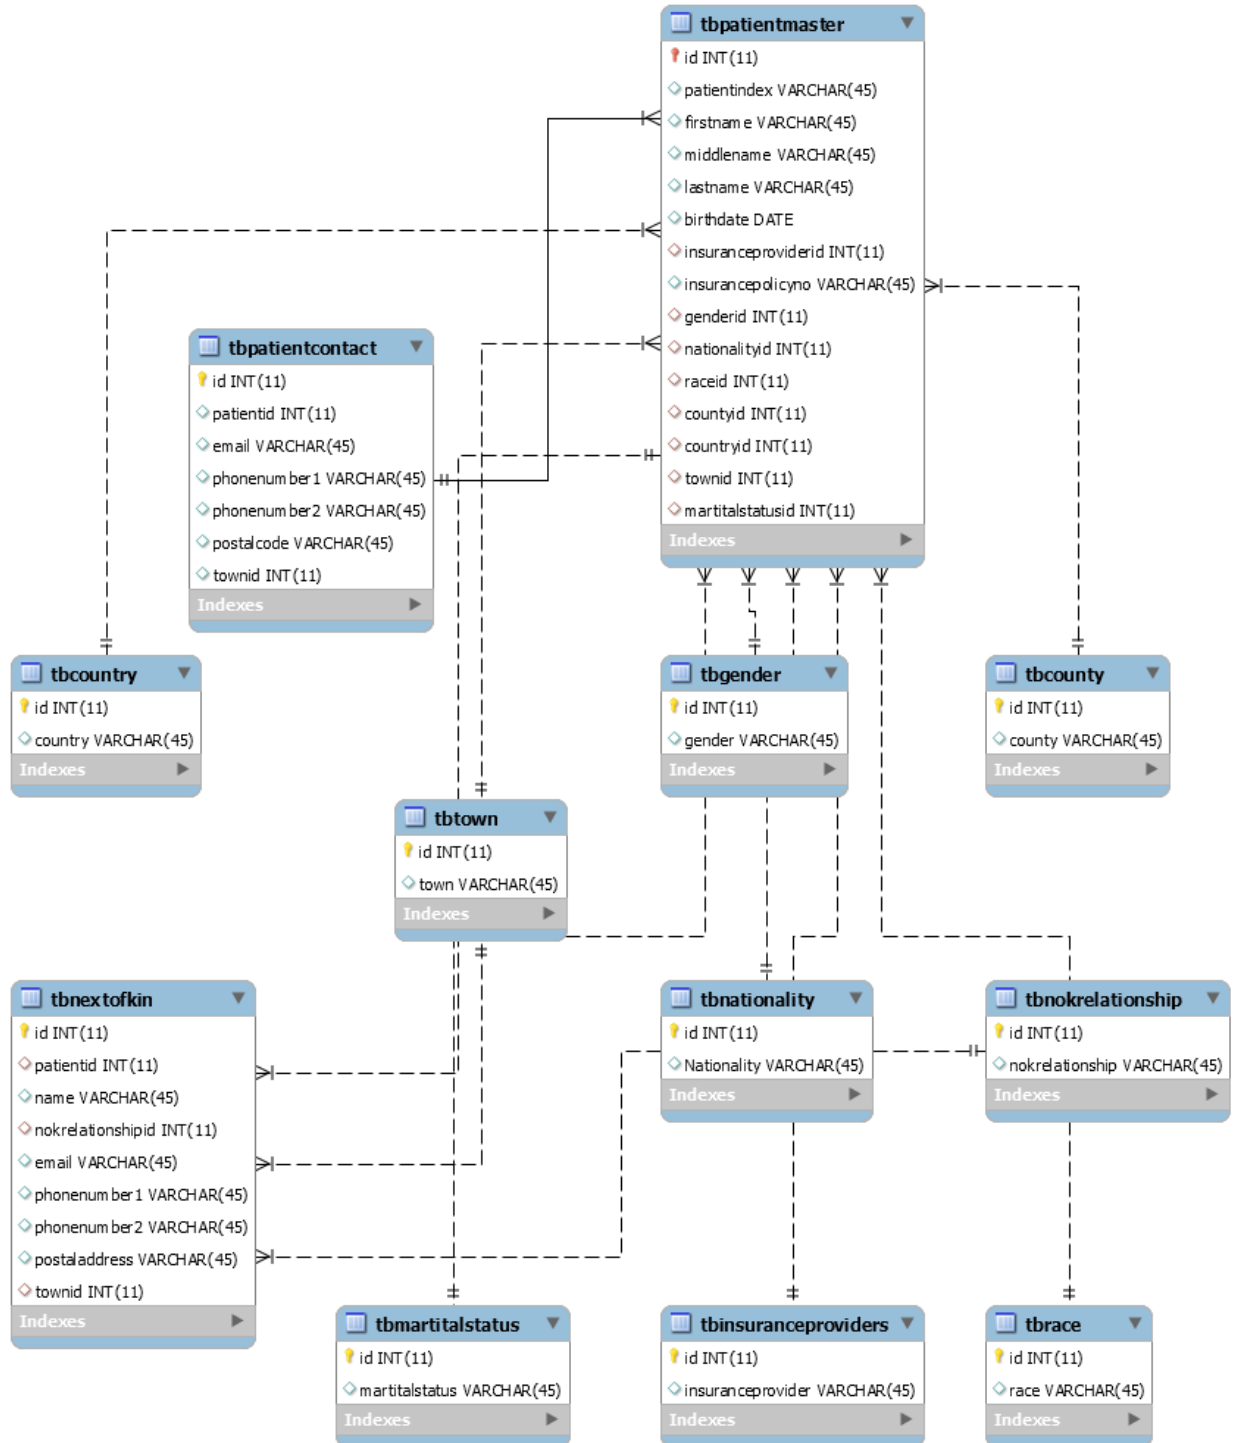 tbpatientmaster
id INT(11)
patientindex VARCHAR(45)
firstname VARCHAR(45)
middlename VARCHAR(45)
lastname VARCHAR(45)
birthdate DATE
insuranceproviderid INT(11)
insurancepolicyno VARCHAR(45)
genderid INT(11)
nationalityid INT(11)
raceid INT(11)
countyid INT(11)
countryid INT(11)
townid INT(11)
martitalstatusid INT(11)
Indexes
tbpatientcontact
id INT(11)
patientid INT(11)
email VARCHAR(45)
phonenumber1 VARCHAR(45)
phonenumber2 VARCHAR(45)
postalcode VARCHAR(45)
townid INT(11)
Indexes
tbcountry
id INT(11)
country VARCHAR(45)
Indexes
tbgender
id INT(11)
gender VARCHAR(45)
Indexes
tbcounty
id INT(11)
county VARCHAR(45)
Indexes
tbtown
id INT(11)
town VARCHAR(45)
Indexes
tbnextofkin
id INT(11)
patientid INT(11)
name VARCHAR(45)
nokrelationshipid INT(11)
email VARCHAR(45)
phonenumber1 VARCHAR(45)
phonenumber2 VARCHAR(45)
postaladdress VARCHAR(45)
townid INT(11)
Indexes
tbnationality
id INT(11)
Nationality VARCHAR(45)
Indexes
tbnokrelationship
id INT(11)
nokrelationship VARCHAR(45)
Indexes
tbmartitalstatus
id INT(11)
martitalstatus VARCHAR(45)
Indexes
tbinsuranceproviders
id INT(11)
insuranceprovider VARCHAR(45)
Indexes
tbrace
id INT(11)
race VARCHAR(45)
Indexes